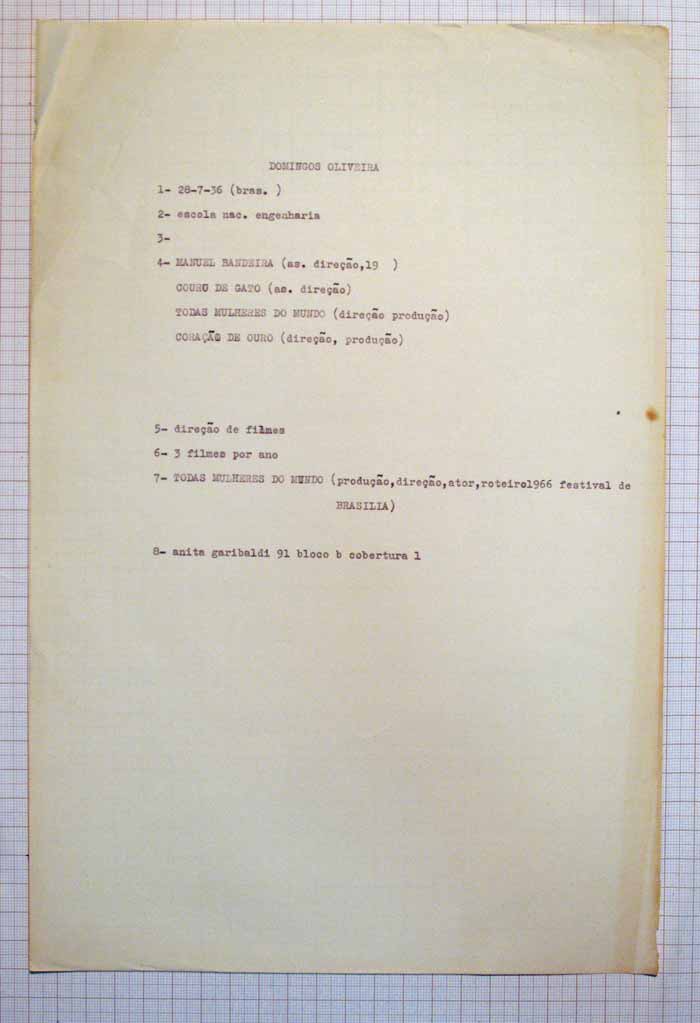 DOMINGOS OLIVEIRA
1- 28-7-36 (bras. )
2- escola nac. engenharia
3-
4- MANUEL BANDEIRA (as. direção,19  )
COURU DE GATO (as. direção)
TODAS MULHERES DO MUNDO (direção produção)
CORAÇÃO DE OURO (direção, produção)
5- direção de filmes
6- 3 filmes por ano
7- TODAS MULHERES DO MUNDO (produção,direção,ator,roteiro1966 festival de
BRASILIA)
8- anita garibaldi 91 bloco b cobertura 1